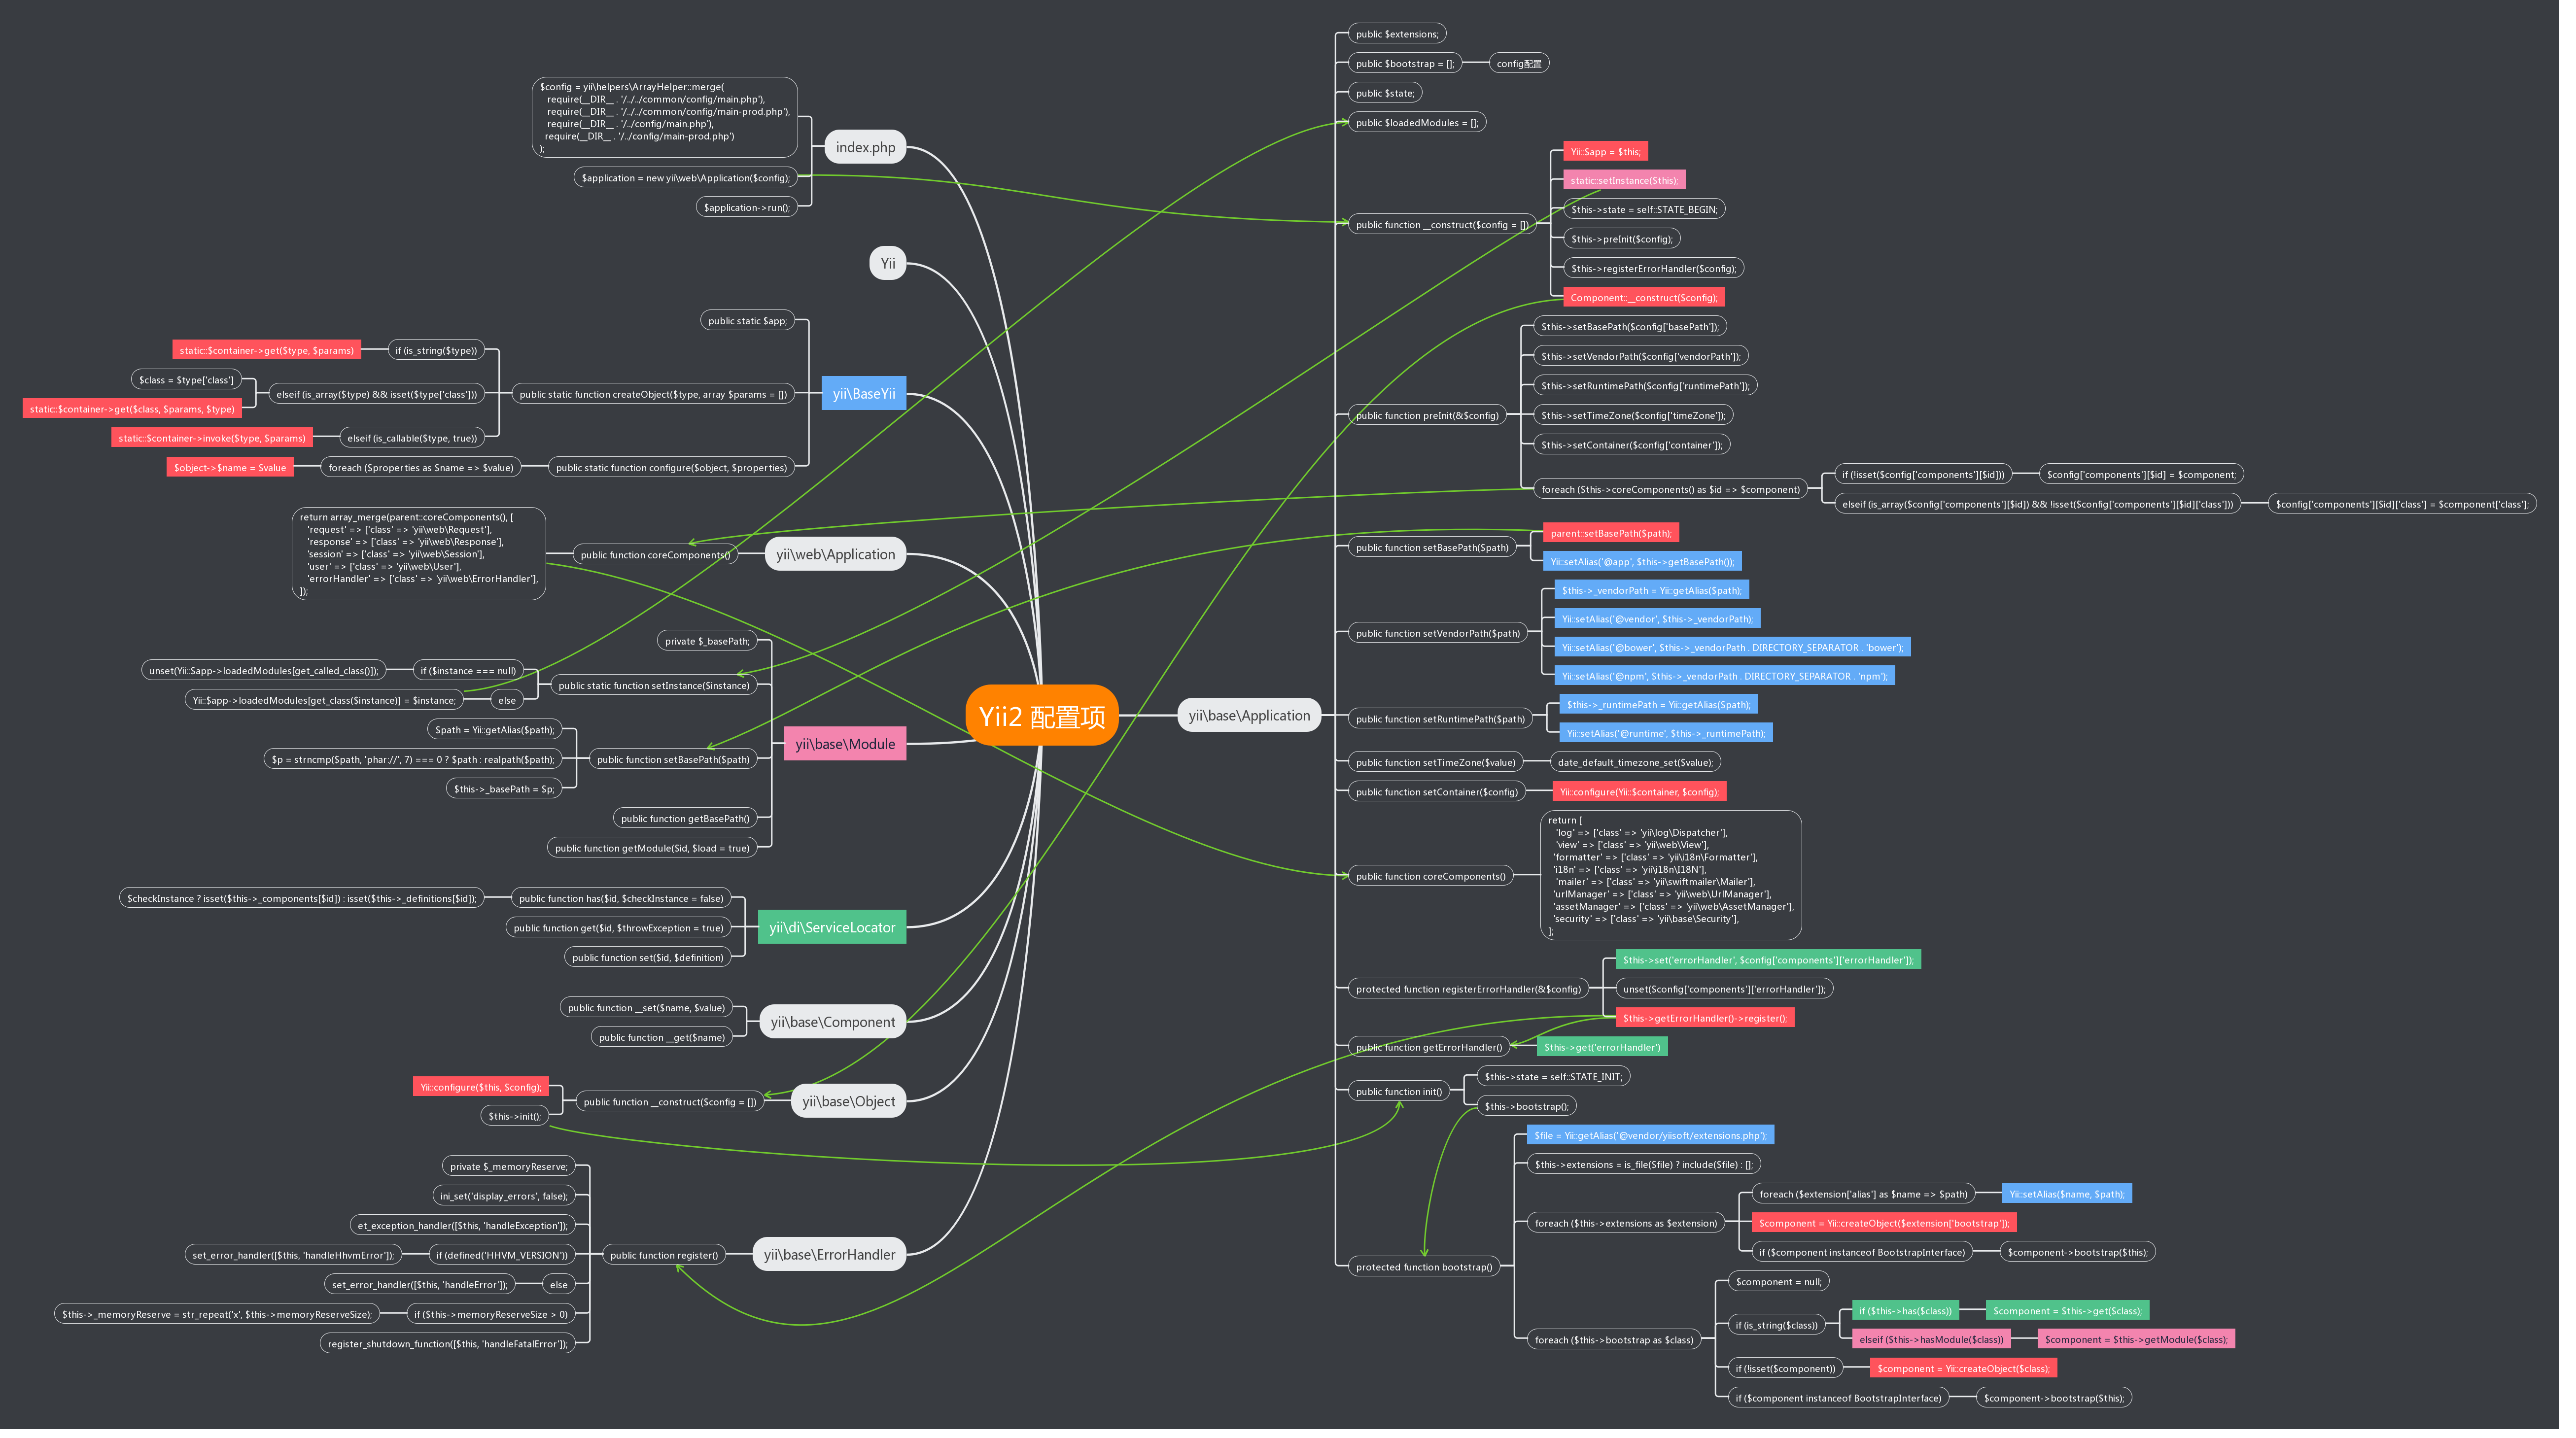 Yii2 配置项
index.php
$config = yii\helpers\ArrayHelper::merge(
require(__DIR__ . '/../../common/config/main.php'),
require(__DIR__ . '/../../common/config/main-prod.php'),
require(__DIR__ . '/../config/main.php'),
require(__DIR__ . '/../config/main-prod.php')
);
$application = new yii\web\Application($config);
$application->run();
Yii
yii\BaseYii
public static $app;
public static function createObject($type, array $params = [])
if (is_string($type))
static::$container->get($type, $params)
elseif (is_array($type) && isset($type['class']))
$class = $type['class']
static::$container->get($class, $params, $type)
elseif (is_callable($type, true))
static::$container->invoke($type, $params)
public static function configure($object, $properties)
foreach ($properties as $name => $value)
$object->$name = $value
yii\web\Application
public function coreComponents()
return array_merge(parent::coreComponents(), [
'request' => ['class' => 'yii\web\Request'],
'response' => ['class' => 'yii\web\Response'],
'session' => ['class' => 'yii\web\Session'],
'user' => ['class' => 'yii\web\User'],
'errorHandler' => ['class' => 'yii\web\ErrorHandler'],
]);
yii\base\Module
private $_basePath;
public static function setInstance($instance)
if ($instance === null)
unset(Yii::$app->loadedModules[get_called_class()]);
else
Yii::$app->loadedModules[get_class($instance)] = $instance;
public function setBasePath($path)
$path = Yii::getAlias($path);
$p = strncmp($path, 'phar://', 7) === 0 ? $path : realpath($path);
$this->_basePath = $p;
public function getBasePath()
public function getModule($id, $load = true)
yii\di\ServiceLocator
public function has($id, $checkInstance = false)
$checkInstance ? isset($this->_components[$id]) : isset($this->_definitions[$id]);
public function get($id, $throwException = true)
public function set($id, $definition)
yii\base\Component
public function __set($name, $value)
public function __get($name)
yii\base\Object
public function __construct($config = [])
Yii::configure($this, $config);
$this->init();
yii\base\ErrorHandler
public function register()
private $_memoryReserve;
ini_set('display_errors', false);
et_exception_handler([$this, 'handleException']);
if (defined('HHVM_VERSION'))
set_error_handler([$this, 'handleHhvmError']);
else
set_error_handler([$this, 'handleError']);
if ($this->memoryReserveSize > 0)
$this->_memoryReserve = str_repeat('x', $this->memoryReserveSize);
register_shutdown_function([$this, 'handleFatalError']);
yii\base\Application
public $extensions;
public $bootstrap = [];
config配置
public $state;
public $loadedModules = [];
public function __construct($config = [])
Yii::$app = $this;
static::setInstance($this);
$this->state = self::STATE_BEGIN;
$this->preInit($config);
$this->registerErrorHandler($config);
Component::__construct($config);
public function preInit(&$config)
$this->setBasePath($config['basePath']);
$this->setVendorPath($config['vendorPath']);
$this->setRuntimePath($config['runtimePath']);
$this->setTimeZone($config['timeZone']);
$this->setContainer($config['container']);
foreach ($this->coreComponents() as $id => $component)
if (!isset($config['components'][$id]))
$config['components'][$id] = $component;
elseif (is_array($config['components'][$id]) && !isset($config['components'][$id]['class']))
$config['components'][$id]['class'] = $component['class'];
public function setBasePath($path)
parent::setBasePath($path);
Yii::setAlias('@app', $this->getBasePath());
public function setVendorPath($path)
$this->_vendorPath = Yii::getAlias($path);
Yii::setAlias('@vendor', $this->_vendorPath);
Yii::setAlias('@bower', $this->_vendorPath . DIRECTORY_SEPARATOR . 'bower');
Yii::setAlias('@npm', $this->_vendorPath . DIRECTORY_SEPARATOR . 'npm');
public function setRuntimePath($path)
$this->_runtimePath = Yii::getAlias($path);
Yii::setAlias('@runtime', $this->_runtimePath);
public function setTimeZone($value)
date_default_timezone_set($value);
public function setContainer($config)
Yii::configure(Yii::$container, $config);
public function coreComponents()
return [
'log' => ['class' => 'yii\log\Dispatcher'],
'view' => ['class' => 'yii\web\View'],
'formatter' => ['class' => 'yii\i18n\Formatter'],
'i18n' => ['class' => 'yii\i18n\I18N'],
'mailer' => ['class' => 'yii\swiftmailer\Mailer'],
'urlManager' => ['class' => 'yii\web\UrlManager'],
'assetManager' => ['class' => 'yii\web\AssetManager'],
'security' => ['class' => 'yii\base\Security'],
];
protected function registerErrorHandler(&$config)
$this->set('errorHandler', $config['components']['errorHandler']);
unset($config['components']['errorHandler']);
$this->getErrorHandler()->register();
public function getErrorHandler()
$this->get('errorHandler')
public function init()
$this->state = self::STATE_INIT;
$this->bootstrap();
protected function bootstrap()
$file = Yii::getAlias('@vendor/yiisoft/extensions.php');
$this->extensions = is_file($file) ? include($file) : [];
foreach ($this->extensions as $extension)
foreach ($extension['alias'] as $name => $path)
Yii::setAlias($name, $path);
$component = Yii::createObject($extension['bootstrap']);
if ($component instanceof BootstrapInterface)
$component->bootstrap($this);
foreach ($this->bootstrap as $class)
$component = null;
if (is_string($class))
if ($this->has($class))
$component = $this->get($class);
elseif ($this->hasModule($class))
$component = $this->getModule($class);
if (!isset($component))
$component = Yii::createObject($class);
if ($component instanceof BootstrapInterface)
$component->bootstrap($this);